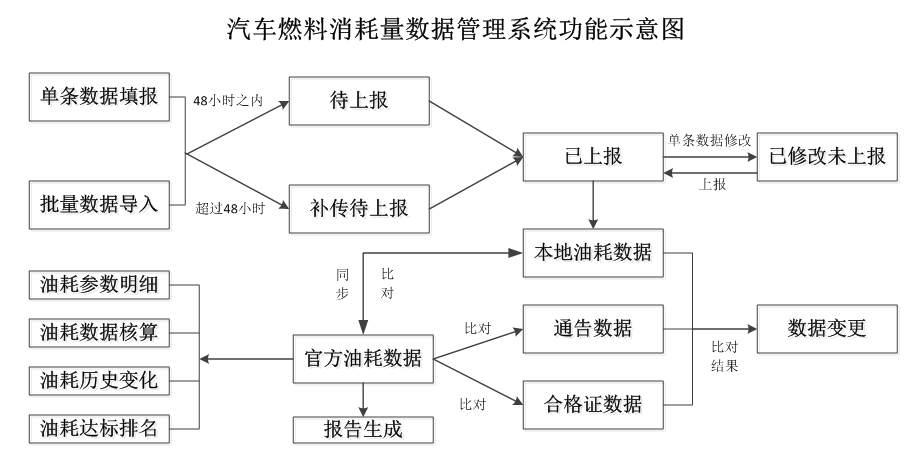 汽车燃料消耗量数据管理系统功能示意图
单条数据填报
48小时之内
待上报
已上报
单条数据修改
已修改未上报
上报
批量数据导入
超过48小时
补传待上报
本地油耗数据
同步
比对
油耗参数明细
油耗数据核算
油耗历史变化
油耗达标排名
官方油耗数据
比对
通告数据
比对
结果
数据变更
比对
合格证数据
报告生成